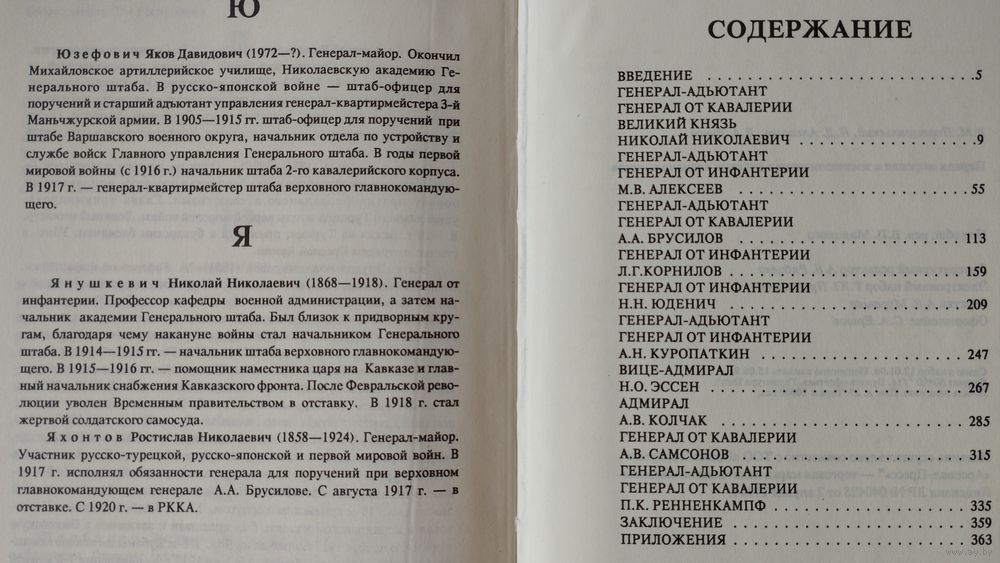 Ю
Юзефович Яков Давидович (1972—?). Генерал-майор. Окончил
Михайловское артиллерийское училище, Николаевскую академию Ге-
нерального штаба. В русско-японской войне — штаб-офицер для
поручений и старший адъютант управления генерал-квартирмейстера 3-й
Маньчжурской армии. В 1905—1915 гг. штаб-офицер для поручений при
штабе Варшавского военного округа, начальник отдела по устройству и
службе войск Главного управления Генерального штаба. В годы первой
мировой войны (с 1916 г.) начальник штаба 2-го кавалерийского корпуса.
В 1917 г. — генерал-квартирмейстер штаба верховного главнокомандую-
щего.
Я
Янушкевич Николай Николаевич (1868—1918). Генерал от
инфантерии. Профессор кафедры военной администрации, а затем на-
чальник академии Генерального штаба. Был близок к придворным кру-
гам, благодаря чему накануне войны стал начальником Генерального
штаба. В 1914—1915 гг. — начальник штаба верховного главнокомандую-
щего. В 1915—1916 гг. — помощник наместника царя на Кавказе и глав-
ный начальник снабжения Кавказского фронта. После Февральской рево-
люции уволен Временным правительством в отставку. В 1918 г. стал
жертвой солдатского самосуда.
Яхонтов Ростислав Николаевич (1858—1924). Генерал-майор.
Участник русско-турецкой, русско-японской и первой мировой войн. В
1917 г. исполнял обязанности генерала для поручений при верховном
главнокомандующем генерале А.А. Брусилове. С августа 1917 г. — в
отставке. С 1920 г. — в РККА.
СОДЕРЖАНИЕ
ВВЕДЕНИЕ . . . . . . . . . . . . . . . . . . . . 5
ГЕНЕРАЛ-АДЬЮТАНТ
ГЕНЕРАЛ ОТ КАВАЛЕРИИ
ВЕЛИКИЙ КНЯЗЬ
НИКОЛАЙ НИКОЛАЕВИЧ . . . . . . . . . . . . . 9
ГЕНЕРАЛ-АДЬЮТАНТ
ГЕНЕРАЛ ОТ ИНФАНТЕРИИ
М.В. АЛЕКСЕЕВ . . . . . . . . . . . . . . . . . . 55
ГЕНЕРАЛ-АДЬЮТАНТ
ГЕНЕРАЛ ОТ КАВАЛЕРИИ
А.А. БРУСИЛОВ . . . . . . . . . . . . . . . . . 113
ГЕНЕРАЛ ОТ ИНФАНТЕРИИ
Л.Г.КОРНИЛОВ . . . . . . . . . . . . . . . . . 159
ГЕНЕРАЛ ОТ ИНФАНТЕРИИ
Н.Н. ЮДЕНИЧ . . . . . . . . . . . . . . . . . . 209
ГЕНЕРАЛ-АДЬЮТАНТ
ГЕНЕРАЛ ОТ ИНФАНТЕРИИ
А.Н. КУРОПАТКИН . . . . . . . . . . . . . . . 247
ВИЦЕ-АДМИРАЛ
Н.О. ЭССЕН . . . . . . . . . . . . . . . . . . . 267
АДМИРАЛ
А.В. КОЛЧАК . . . . . . . . . . . . . . . . . . . 285
ГЕНЕРАЛ ОТ КАВАЛЕРИИ
А.В. САМСОНОВ . . . . . . . . . . . . . . . . . 315
ГЕНЕРАЛ-АДЬЮТАНТ
ГЕНЕРАЛ ОТ КАВАЛЕРИИ
П.К. РЕННЕНКАМПФ . . . . . . . . . . . . . . 335
ЗАКЛЮЧЕНИЕ . . . . . . . . . . . . . . . . . . 359
ПРИЛОЖЕНИЯ . . . . . . . . . . . . . . . . . . 363
www.ay.by